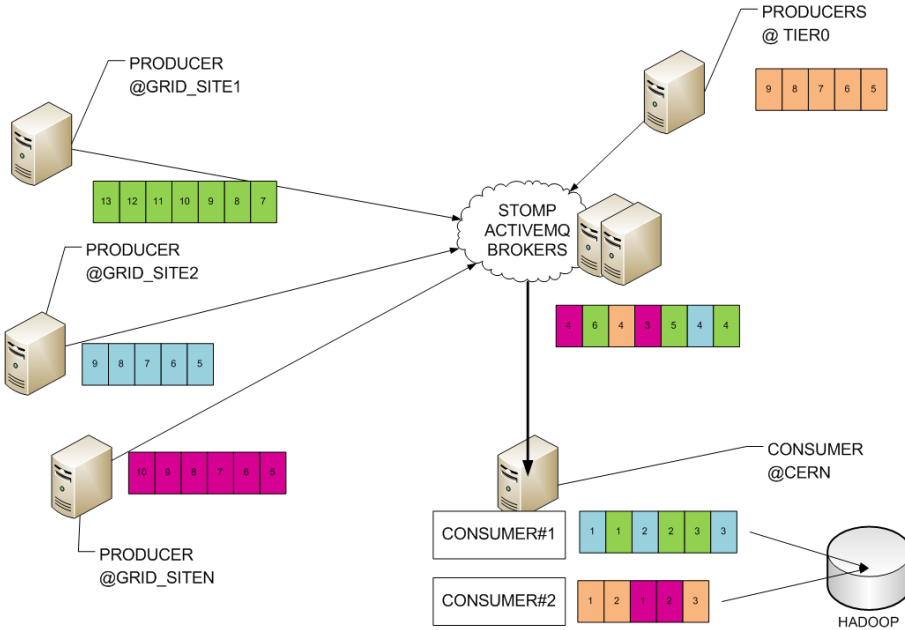 PRODUCERS
@ TIER0
9 8 7 6 5
PRODUCER
@GRID_SITE1
13 12 11 10 9 8 7
STOMP
ACTIVEMQ
BROKERS
PRODUCER
@GRID_SITE2
9 8 7 6 5
4 6 4 3 5 4 4
10 9 8 7 6 5
PRODUCER
@GRID_SITEN
CONSUMER
@CERN
CONSUMER#1
1 1 2 2 3 3
CONSUMER#2
1 2 1 2 3
HADOOP